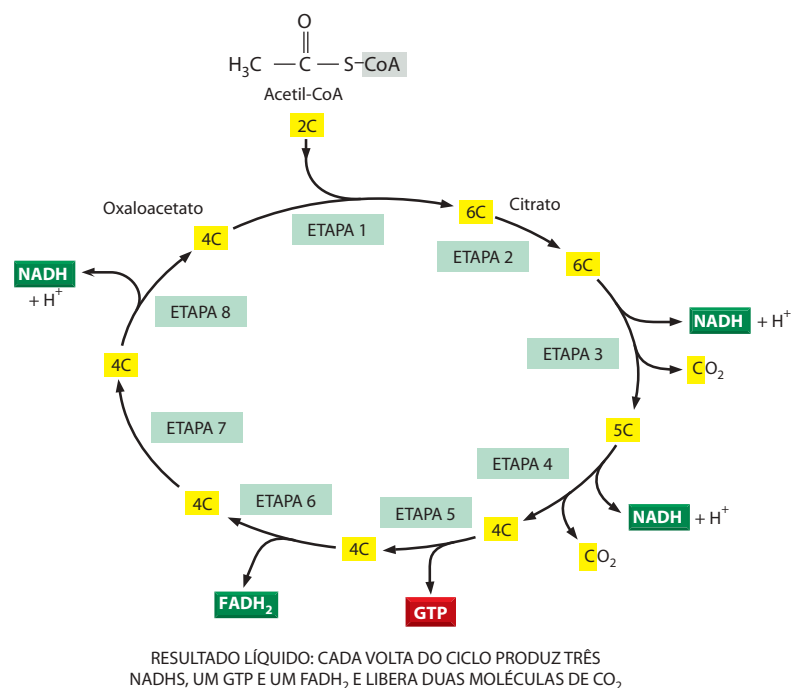 O
H₃C — C — S-CoA
Acetil-CoA
2C
Oxaloacetato
4C
ETAPA 1
6C
Citrato
ETAPA 2
6C
NADH
+ H⁺
ETAPA 8
NADH + H⁺
ETAPA 3
CO₂
4C
5C
ETAPA 7
ETAPA 4
4C
ETAPA 6
ETAPA 5
4C
NADH + H⁺
4C
CO₂
FADH₂
GTP
RESULTADO LÍQUIDO: CADA VOLTA DO CICLO PRODUZ TRÊS
NADHS, UM GTP E UM FADH₂ E LIBERA DUAS MOLÉCULAS DE CO₂